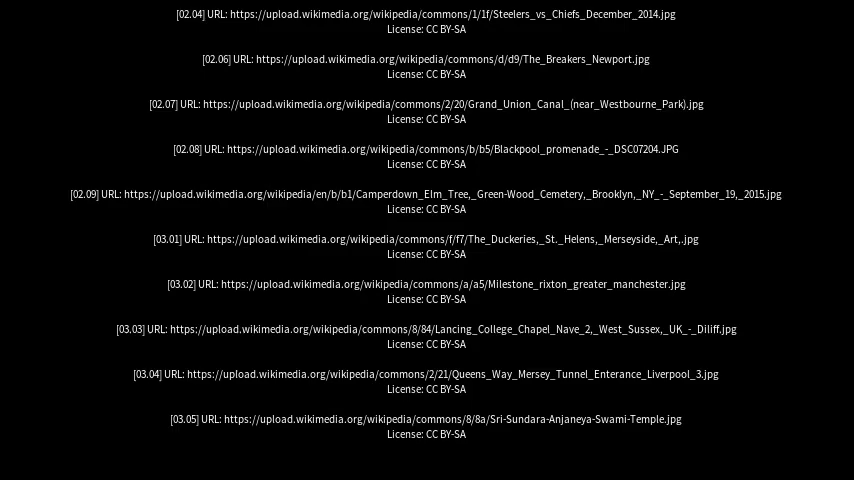 [02.04] URL: https://upload.wikimedia.org/wikipedia/commons/1/1f/Steelers_vs_Chiefs_December_2014.jpg
License: CC BY-SA
[02.06] URL: https://upload.wikimedia.org/wikipedia/commons/d/d9/The_Breakers_Newport.jpg
License: CC BY-SA
[02.07] URL: https://upload.wikimedia.org/wikipedia/commons/2/20/Grand_Union_Canal_(near_Westbourne_Park).jpg
License: CC BY-SA
[02.08] URL: https://upload.wikimedia.org/wikipedia/commons/b/b5/Blackpool_promenade_-_DSC07204.JPG
License: CC BY-SA
[02.09] URL: https://upload.wikimedia.org/wikipedia/en/b/b1/Camperdown_Elm_Tree,_Green-Wood_Cemetery,_Brooklyn,_NY_-_September_19,_2015.jpg
License: CC BY-SA
[03.01] URL: https://upload.wikimedia.org/wikipedia/commons/f/f7/The_Duckeries,_St._Helens,_Merseyside,_Art,.jpg
License: CC BY-SA
[03.02] URL: https://upload.wikimedia.org/wikipedia/commons/a/a5/Milestone_rixton_greater_manchester.jpg
License: CC BY-SA
[03.03] URL: https://upload.wikimedia.org/wikipedia/commons/8/84/Lancing_College_Chapel_Nave_2,_West_Sussex,_UK_-_Diliff.jpg
License: CC BY-SA
[03.04] URL: https://upload.wikimedia.org/wikipedia/commons/2/21/Queens_Way_Mersey_Tunnel_Enterance_Liverpool_3.jpg
License: CC BY-SA
[03.05] URL: https://upload.wikimedia.org/wikipedia/commons/8/8a/Sri-Sundara-Anjaneya-Swami-Temple.jpg
License: CC BY-SA